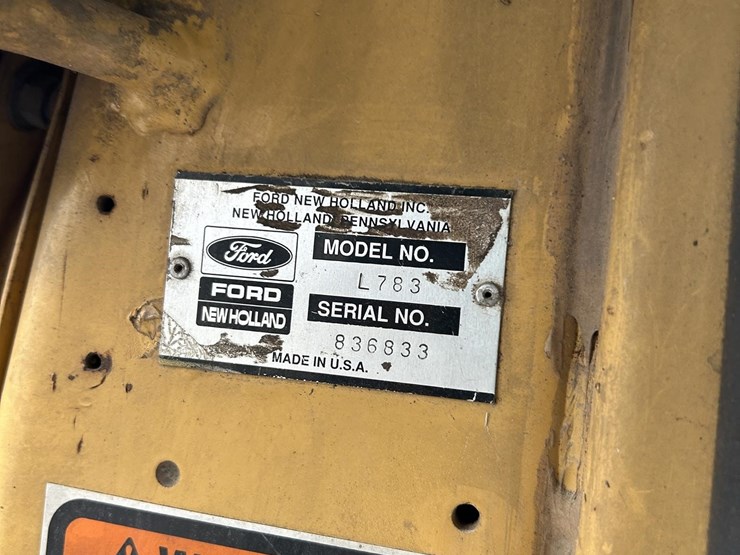 FORD NEW HOLLAND INC.
NEW HOLLAND, PENNSYLVANIA
Ford
FORD
NEW HOLLAND
MODEL NO.
L783
SERIAL NO.
836833
MADE IN U.S.A.